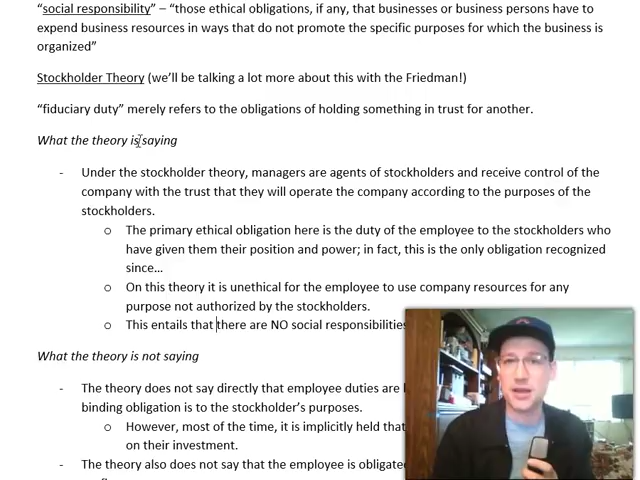 “social responsibility” – “those ethical obligations, if any, that businesses or business persons have to
expend business resources in ways that do not promote the specific purposes for which the business is
organized”
Stockholder Theory (we’ll be talking a lot more about this with the Friedman!)
“fiduciary duty” merely refers to the obligations of holding something in trust for another.
What the theory is saying
- Under the stockholder theory, managers are agents of stockholders and receive control of the
company with the trust that they will operate the company according to the purposes of the
stockholders.
o The primary ethical obligation here is the duty of the employee to the stockholders who
have given them their position and power; in fact, this is the only obligation recognized
since…
o On this theory it is unethical for the employee to use company resources for any
purpose not authorized by the stockholders.
o This entails that there are NO social responsibilities
What the theory is not saying
- The theory does not say directly that employee duties are
binding obligation is to the stockholder’s purposes.
o However, most of the time, it is implicitly held that
on their investment.
- The theory also does not say that the employee is obligated